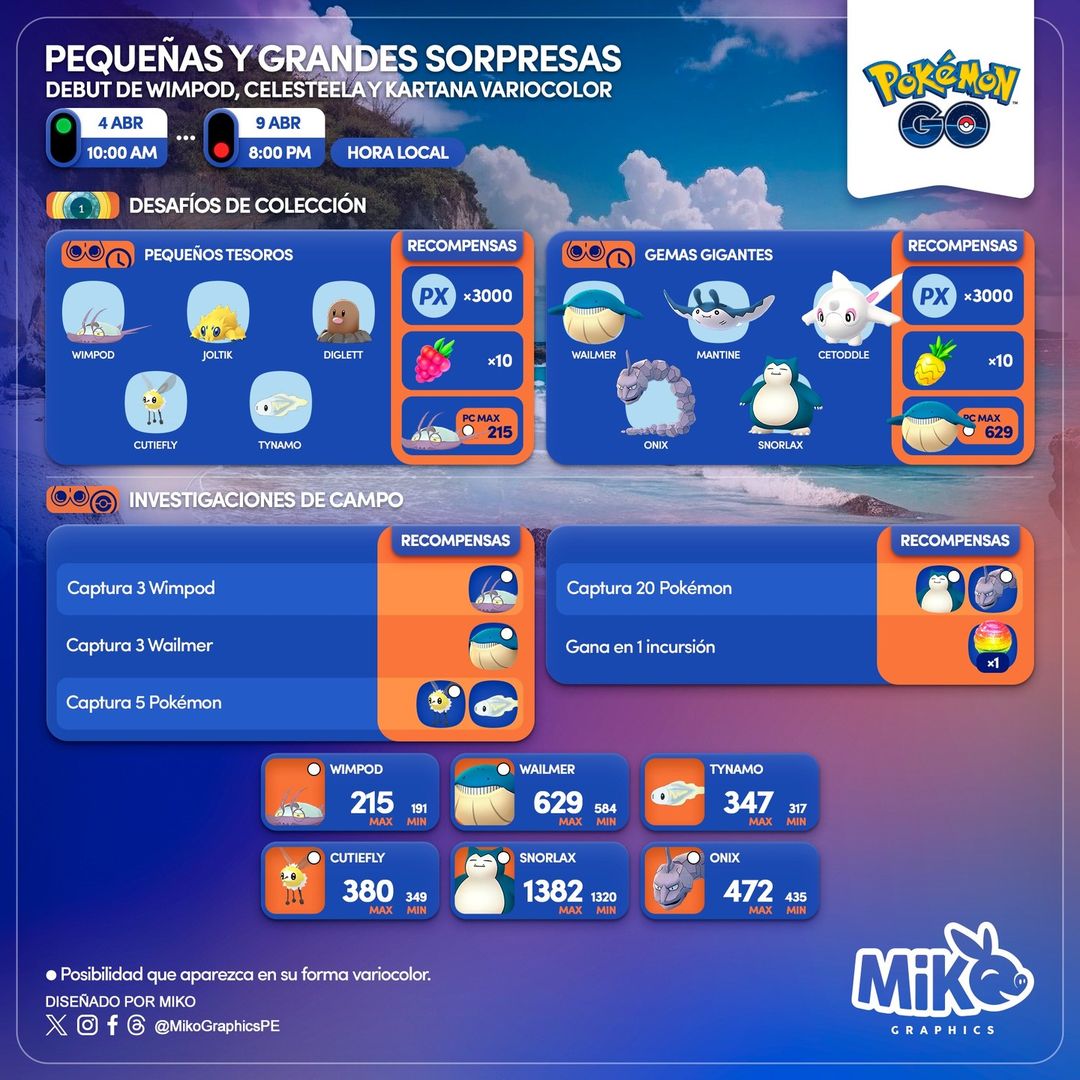 PEQUEÑAS Y GRANDES SORPRESAS
DEBUT DE WIMPOD, CELESTEELA Y KARTANA VARIOCOLOR
POKéMON
GO
4 ABR
10:00 AM
...
9 ABR
8:00 PM
HORA LOCAL
1
DESAFÍOS DE COLECCIÓN
PEQUEÑOS TESOROS
RECOMPENSAS
WIMPOD
JOLTIK
DIGLETT
CUTIEFLY
TYNAMO
PX ×3000
×10
PC MAX
215
GEMAS GIGANTES
RECOMPENSAS
WAILMER
MANTINE
CETODDLE
ONIX
SNORLAX
PX ×3000
×10
PC MAX
629
INVESTIGACIONES DE CAMPO
RECOMPENSAS
Captura 3 Wimpod
Captura 3 Wailmer
Captura 5 Pokémon
RECOMPENSAS
Captura 20 Pokémon
Gana en 1 incursión
×1
WIMPOD
215 191
MAX MIN
WAILMER
629 584
MAX MIN
TYNAMO
347 317
MAX MIN
CUTIEFLY
380 349
MAX MIN
SNORLAX
1382 1320
MAX MIN
ONIX
472 435
MAX MIN
● Posibilidad que aparezca en su forma variocolor.
DISEÑADO POR MIKO
@MikoGraphicsPE
MiKO
GRAPHICS